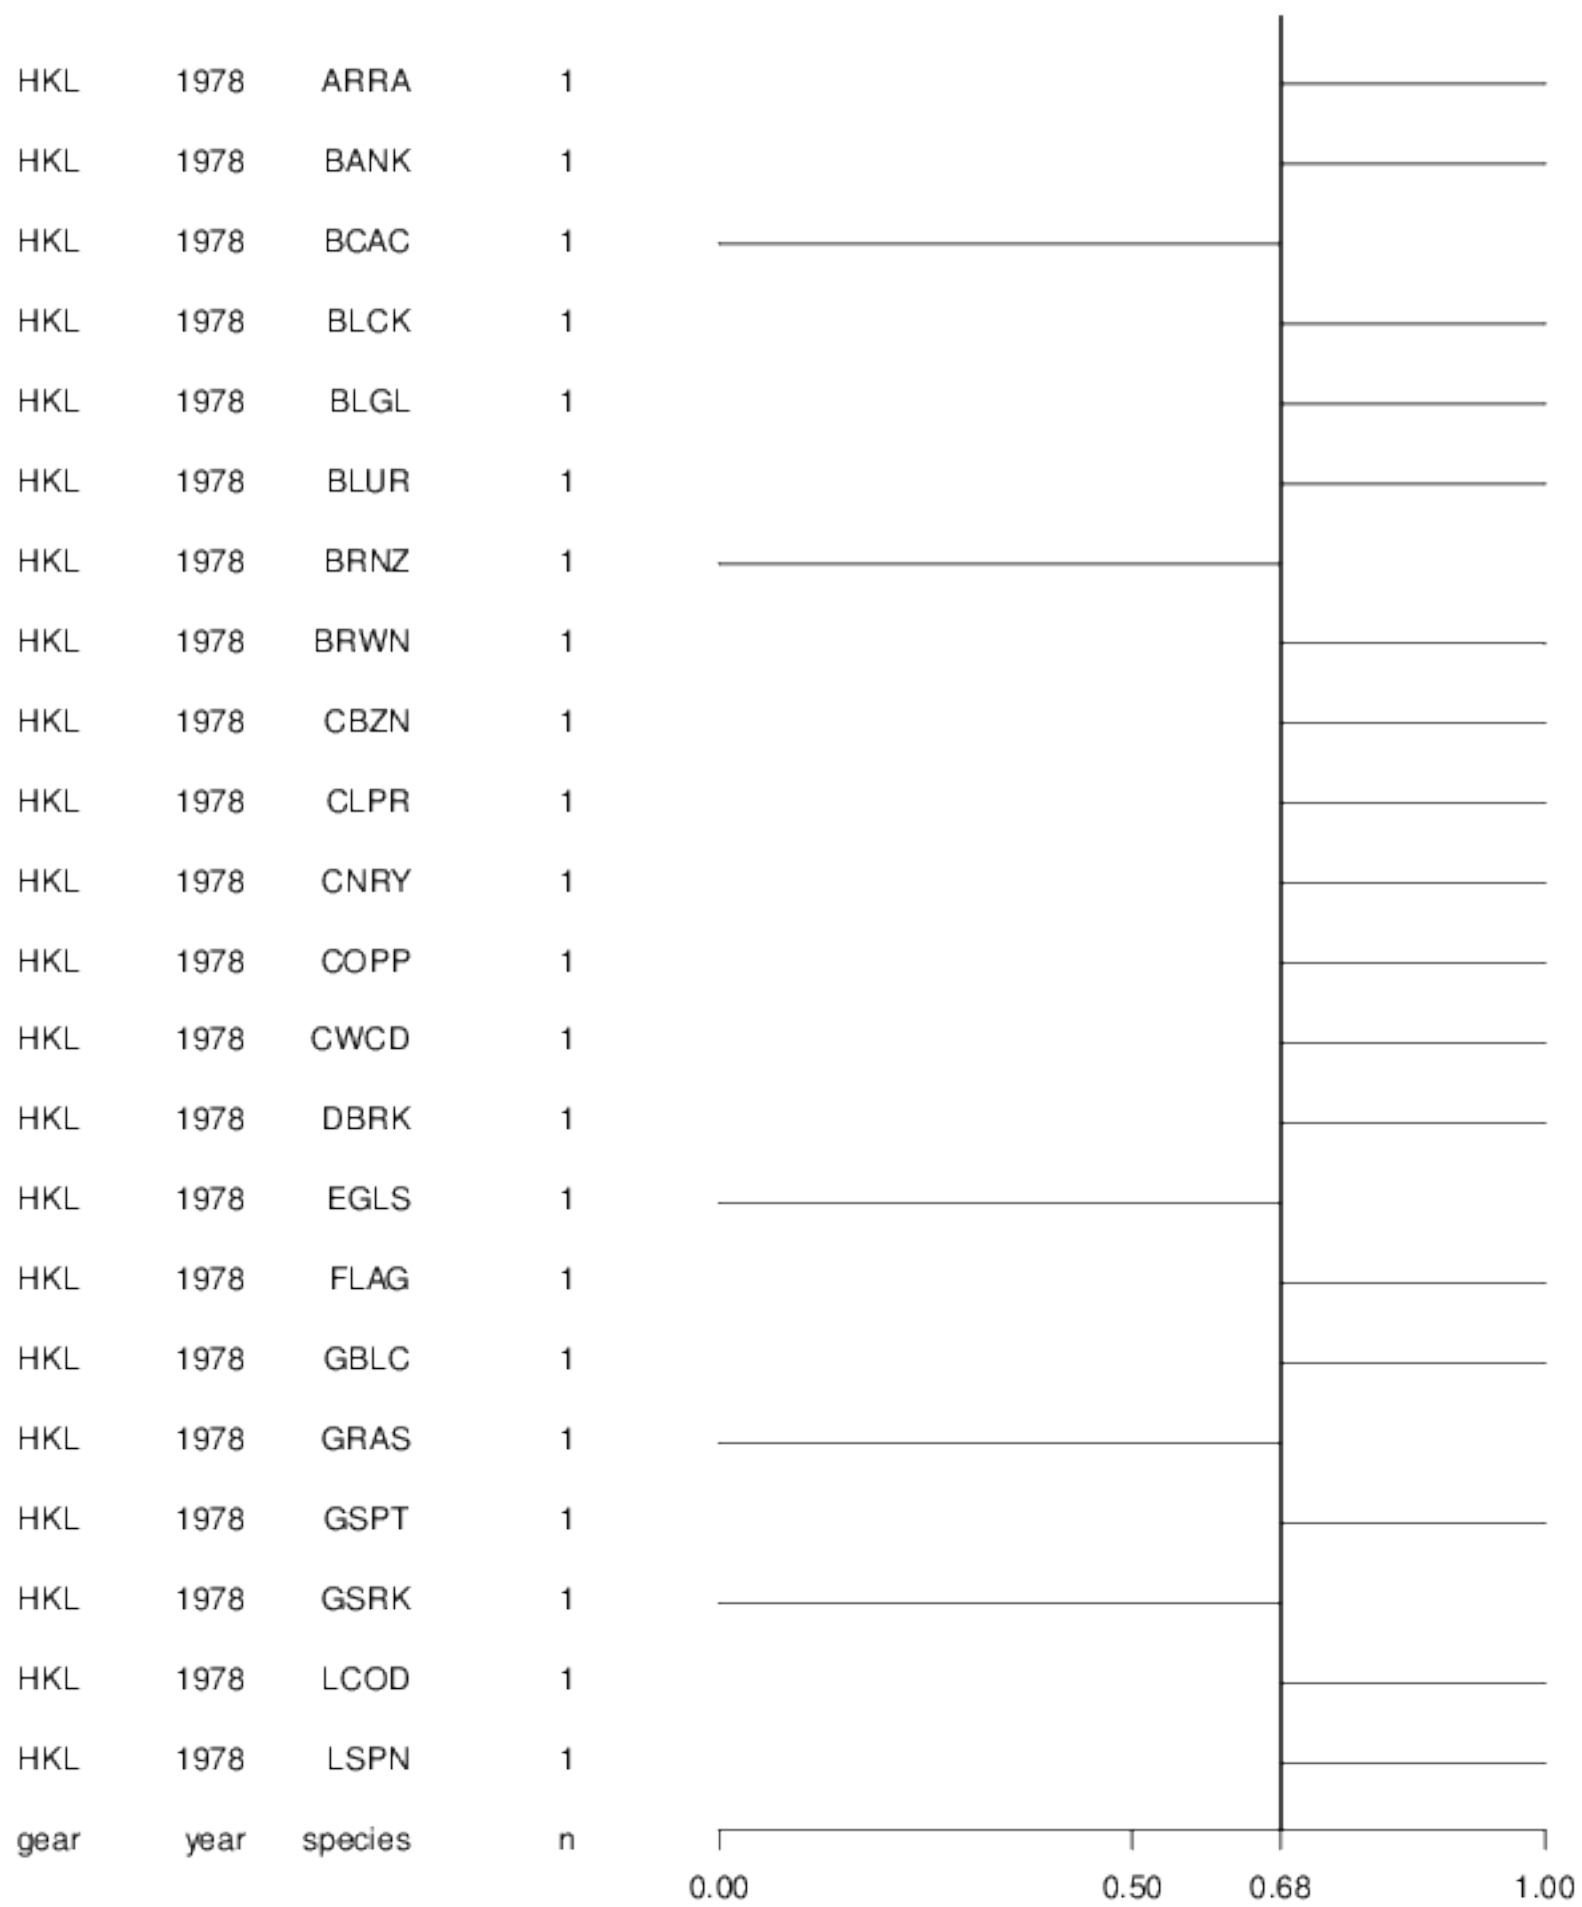 HKL 1978 ARRA 1
HKL 1978 BANK 1
HKL 1978 BCAC 1
HKL 1978 BLCK 1
HKL 1978 BLGL 1
HKL 1978 BLUR 1
HKL 1978 BRNZ 1
HKL 1978 BRWN 1
HKL 1978 CBZN 1
HKL 1978 CLPR 1
HKL 1978 CNRY 1
HKL 1978 COPP 1
HKL 1978 CWCD 1
HKL 1978 DBRK 1
HKL 1978 EGLS 1
HKL 1978 FLAG 1
HKL 1978 GBLC 1
HKL 1978 GRAS 1
HKL 1978 GSPT 1
HKL 1978 GSRK 1
HKL 1978 LCOD 1
HKL 1978 LSPN 1
gear year species n
0.00 0.50 0.68 1.00